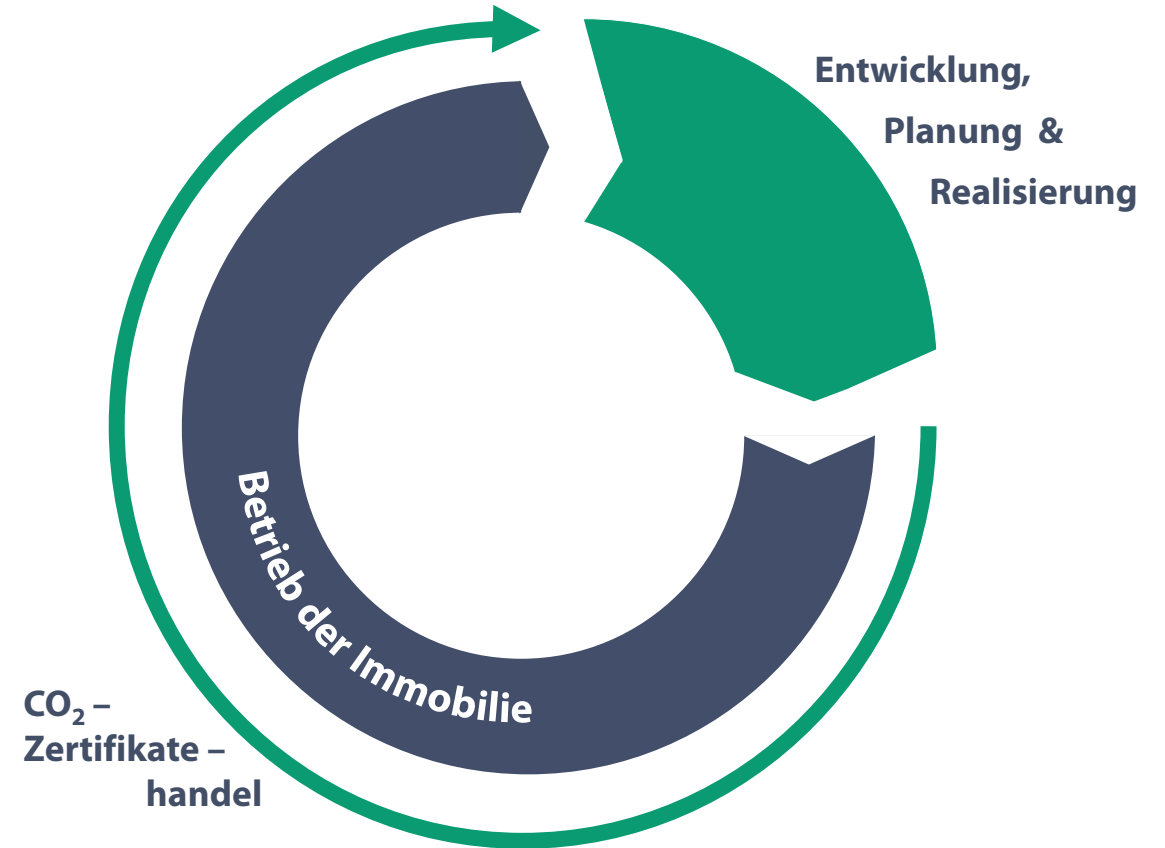 Entwicklung,
Planung &
Realisierung
Betrieb der Immobilie
CO₂ –
Zertifikate –
handel